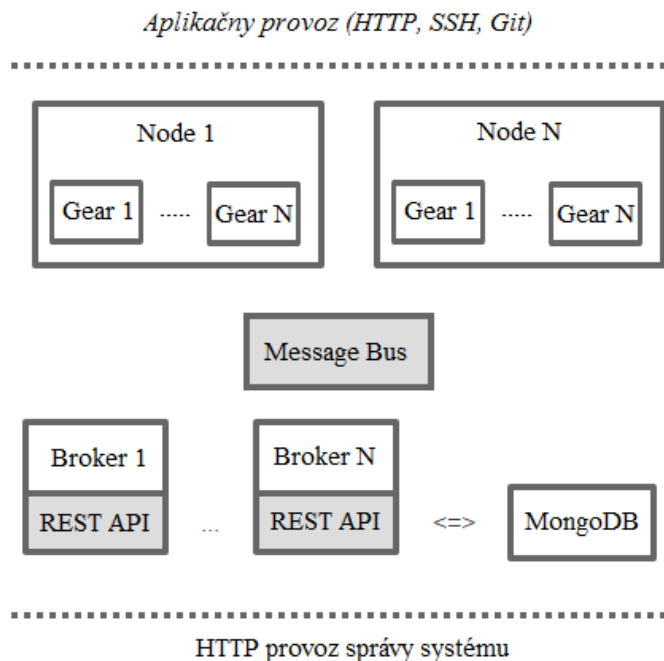 Aplikačny provoz (HTTP, SSH, Git)
Node 1
Node N
Gear 1 ..... Gear N
Gear 1 ..... Gear N
Message Bus
Broker 1
Broker N
REST API ... REST API <=> MongoDB
HTTP provoz správy systému